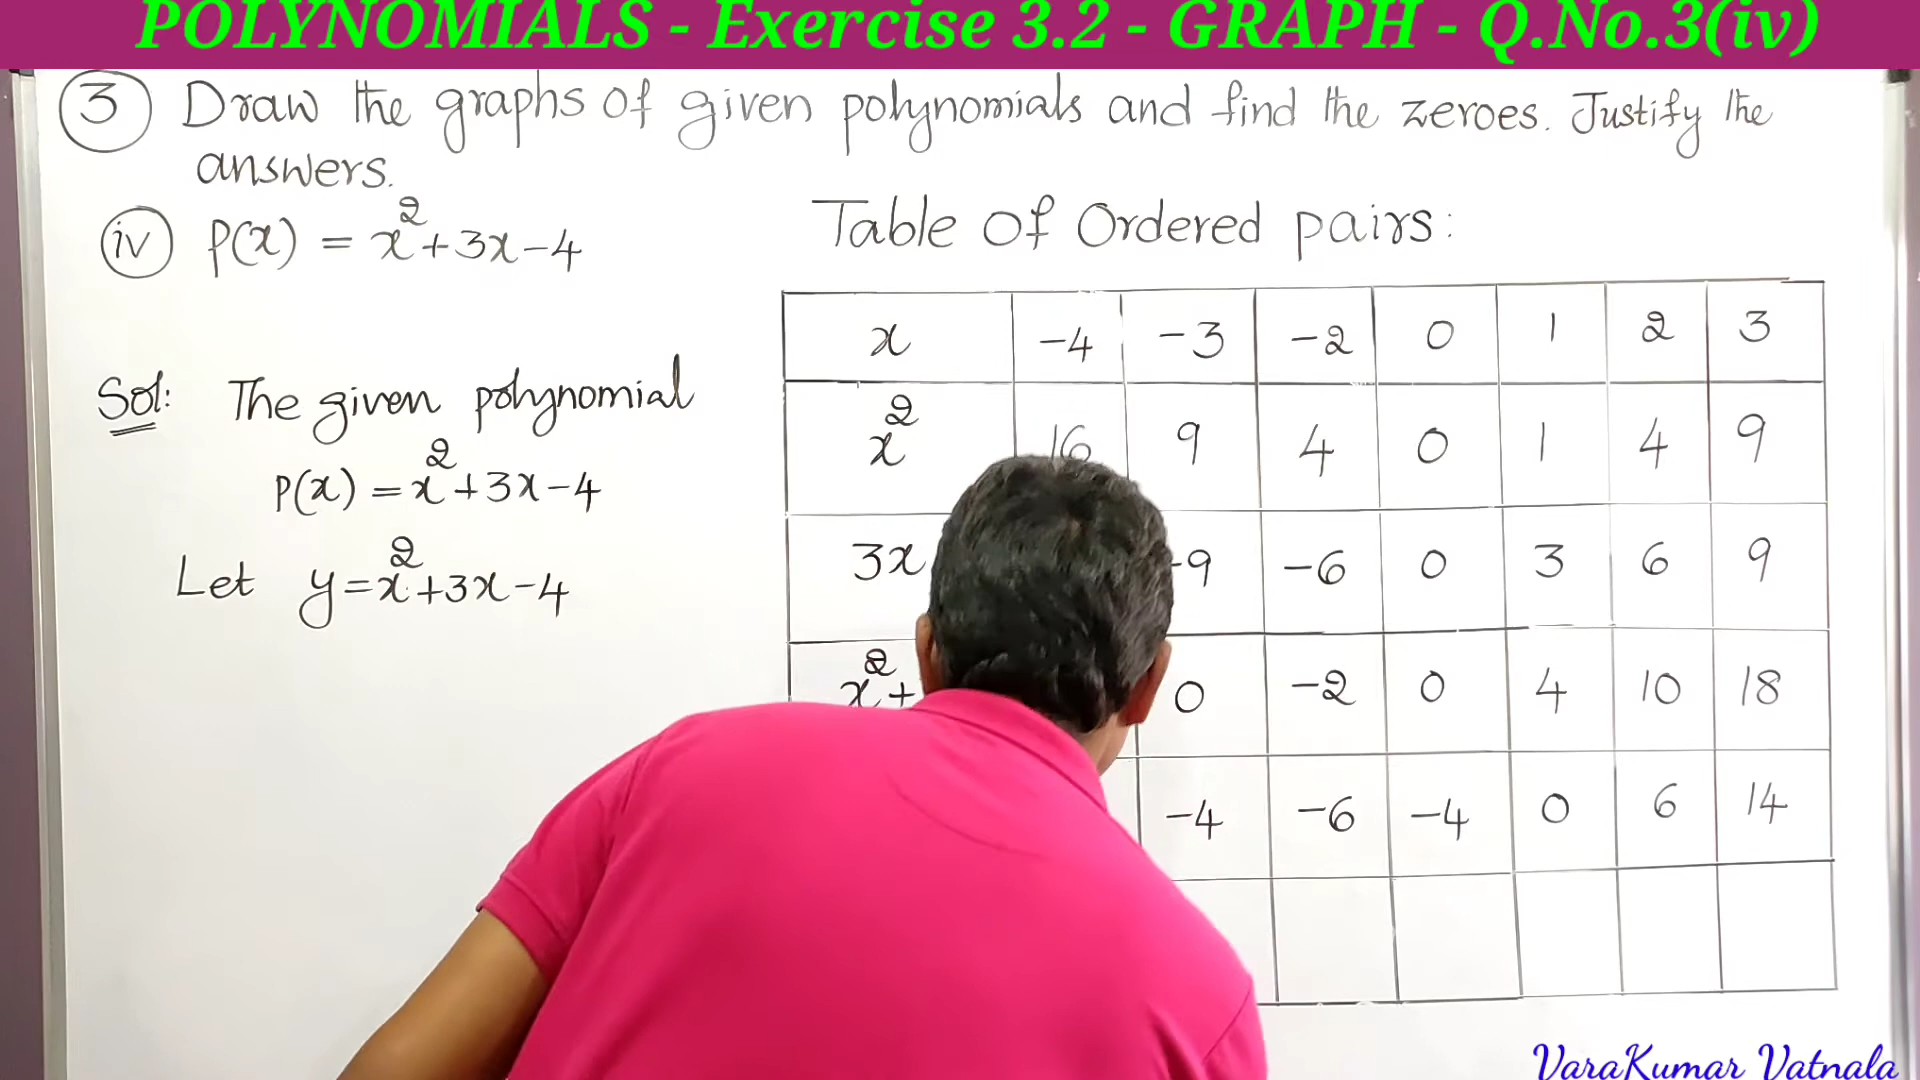 POLYNOMIALS - Exercise 3.2 - GRAPH - Q.No.3(iv)
3 Draw the graphs of given polynomials and find the zeroes. Justify the
answers.
iv P(x) = x²+3x-4
Table of Ordered pairs:
x -4 -3 -2 0 1 2 3
x² 16 9 4 0 1 4 9
Sol: The given polynomial
P(x) = x²+3x-4
3x -9 -6 0 3 6 9
Let y=x²+3x-4
x²+ 0 -2 0 4 10 18
-4 -6 -4 0 6 14
VaraKumar Vatnala